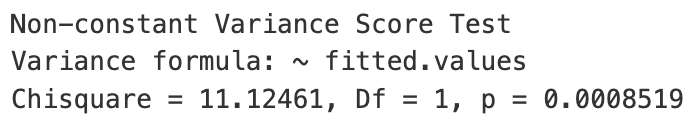 Non-constant Variance Score Test
Variance formula: ~ fitted.values
Chisquare = 11.12461, Df = 1, p = 0.0008519